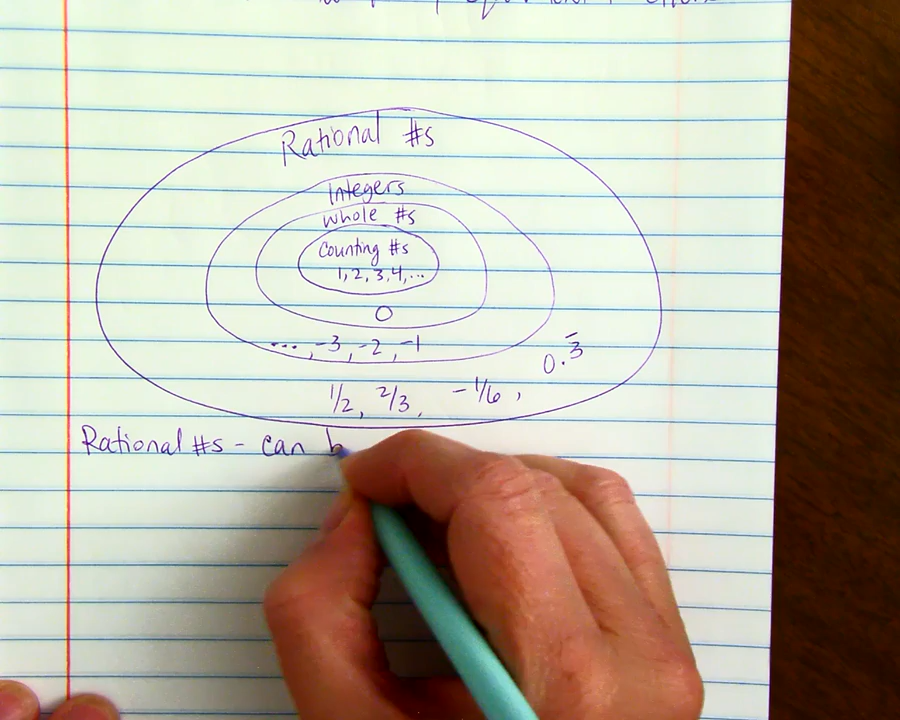 Rational #s
Integers
whole #s
Counting #s
1, 2, 3, 4, ...
0
... , -3, -2, -1
0.3̅
1/2, 2/3, -1/6,
Rational #s - can b